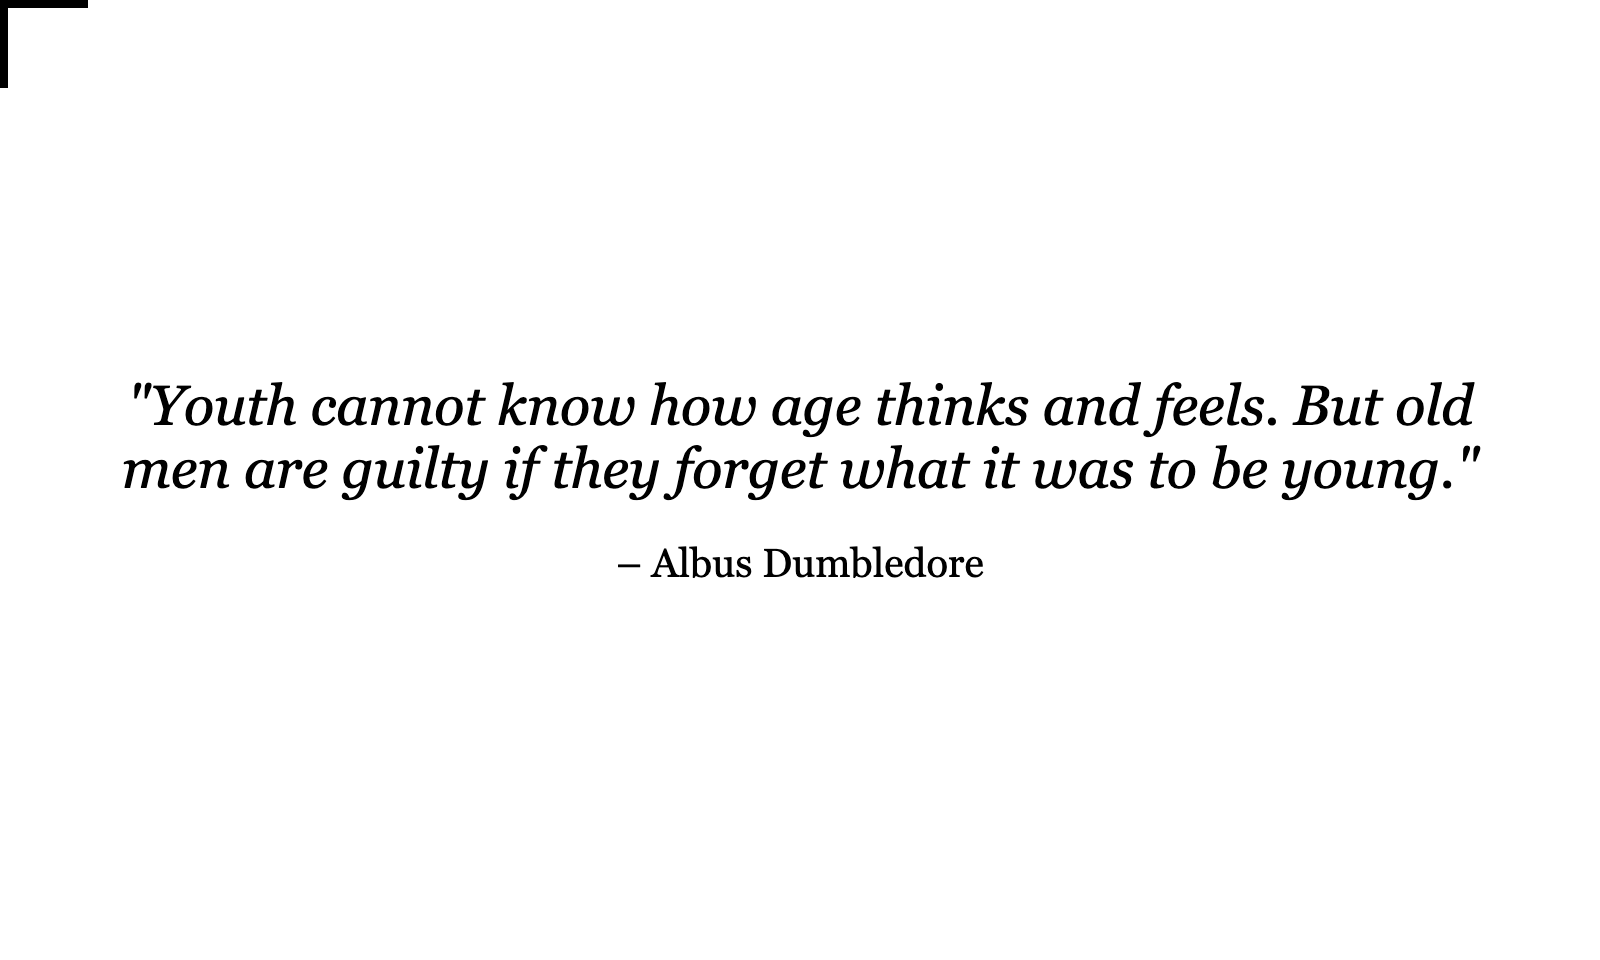 "Youth cannot know how age thinks and feels. But old
men are guilty if they forget what it was to be young."
– Albus Dumbledore